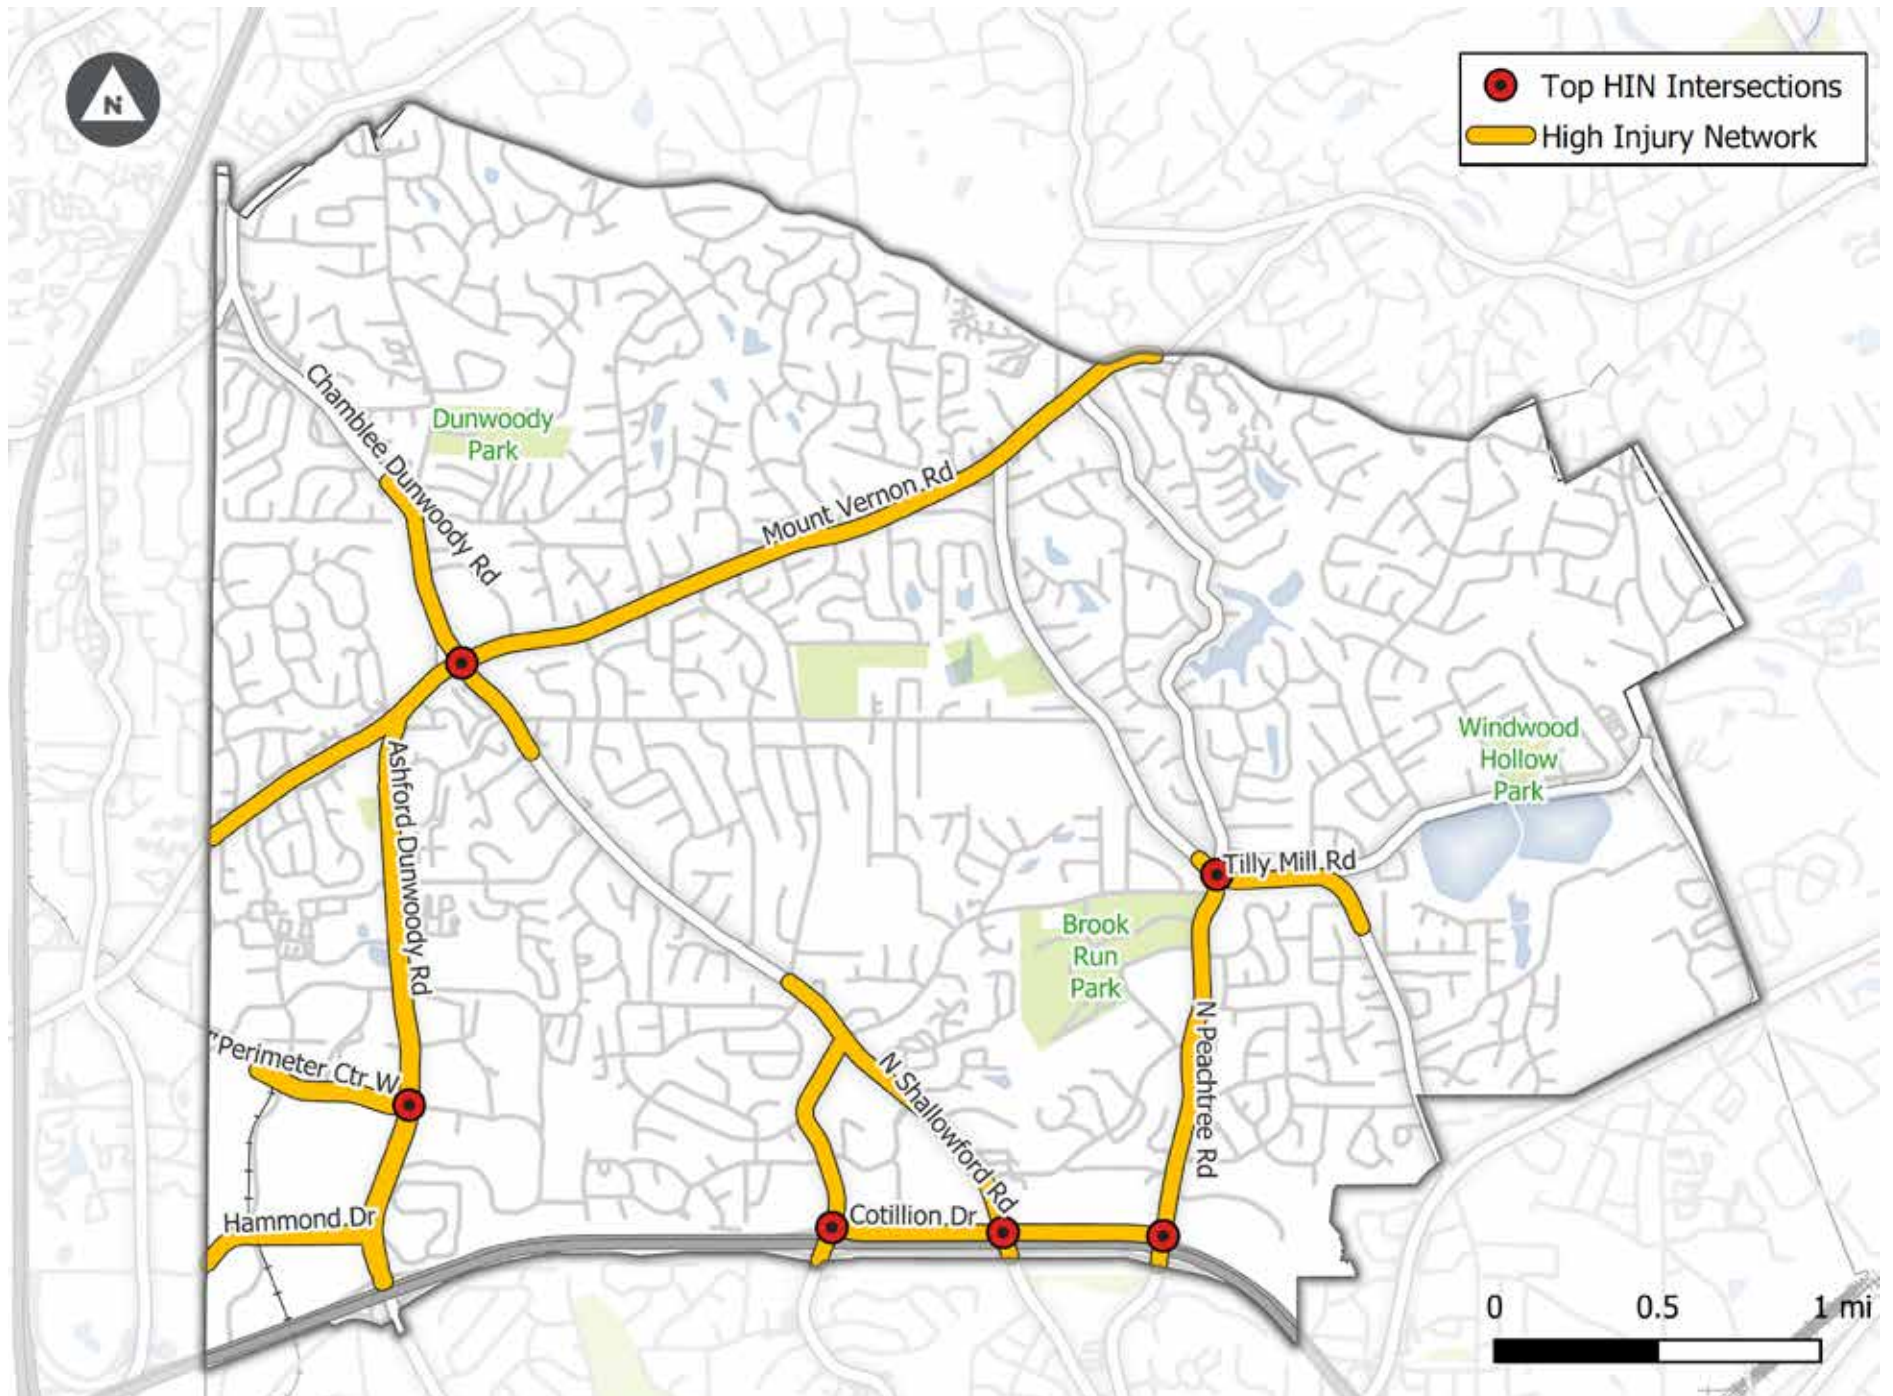 N
Top HIN Intersections
High Injury Network
Chamblee Dunwoody Rd
Dunwoody
Park
Mount Vernon Rd
Windwood
Hollow
Park
Ashford Dunwoody Rd
Tilly Mill Rd
Brook
Run
Park
N Peachtree Rd
Perimeter Ctr W
N Shallowford Rd
Hammond Dr
Cotillion Dr
0 0.5 1 mi